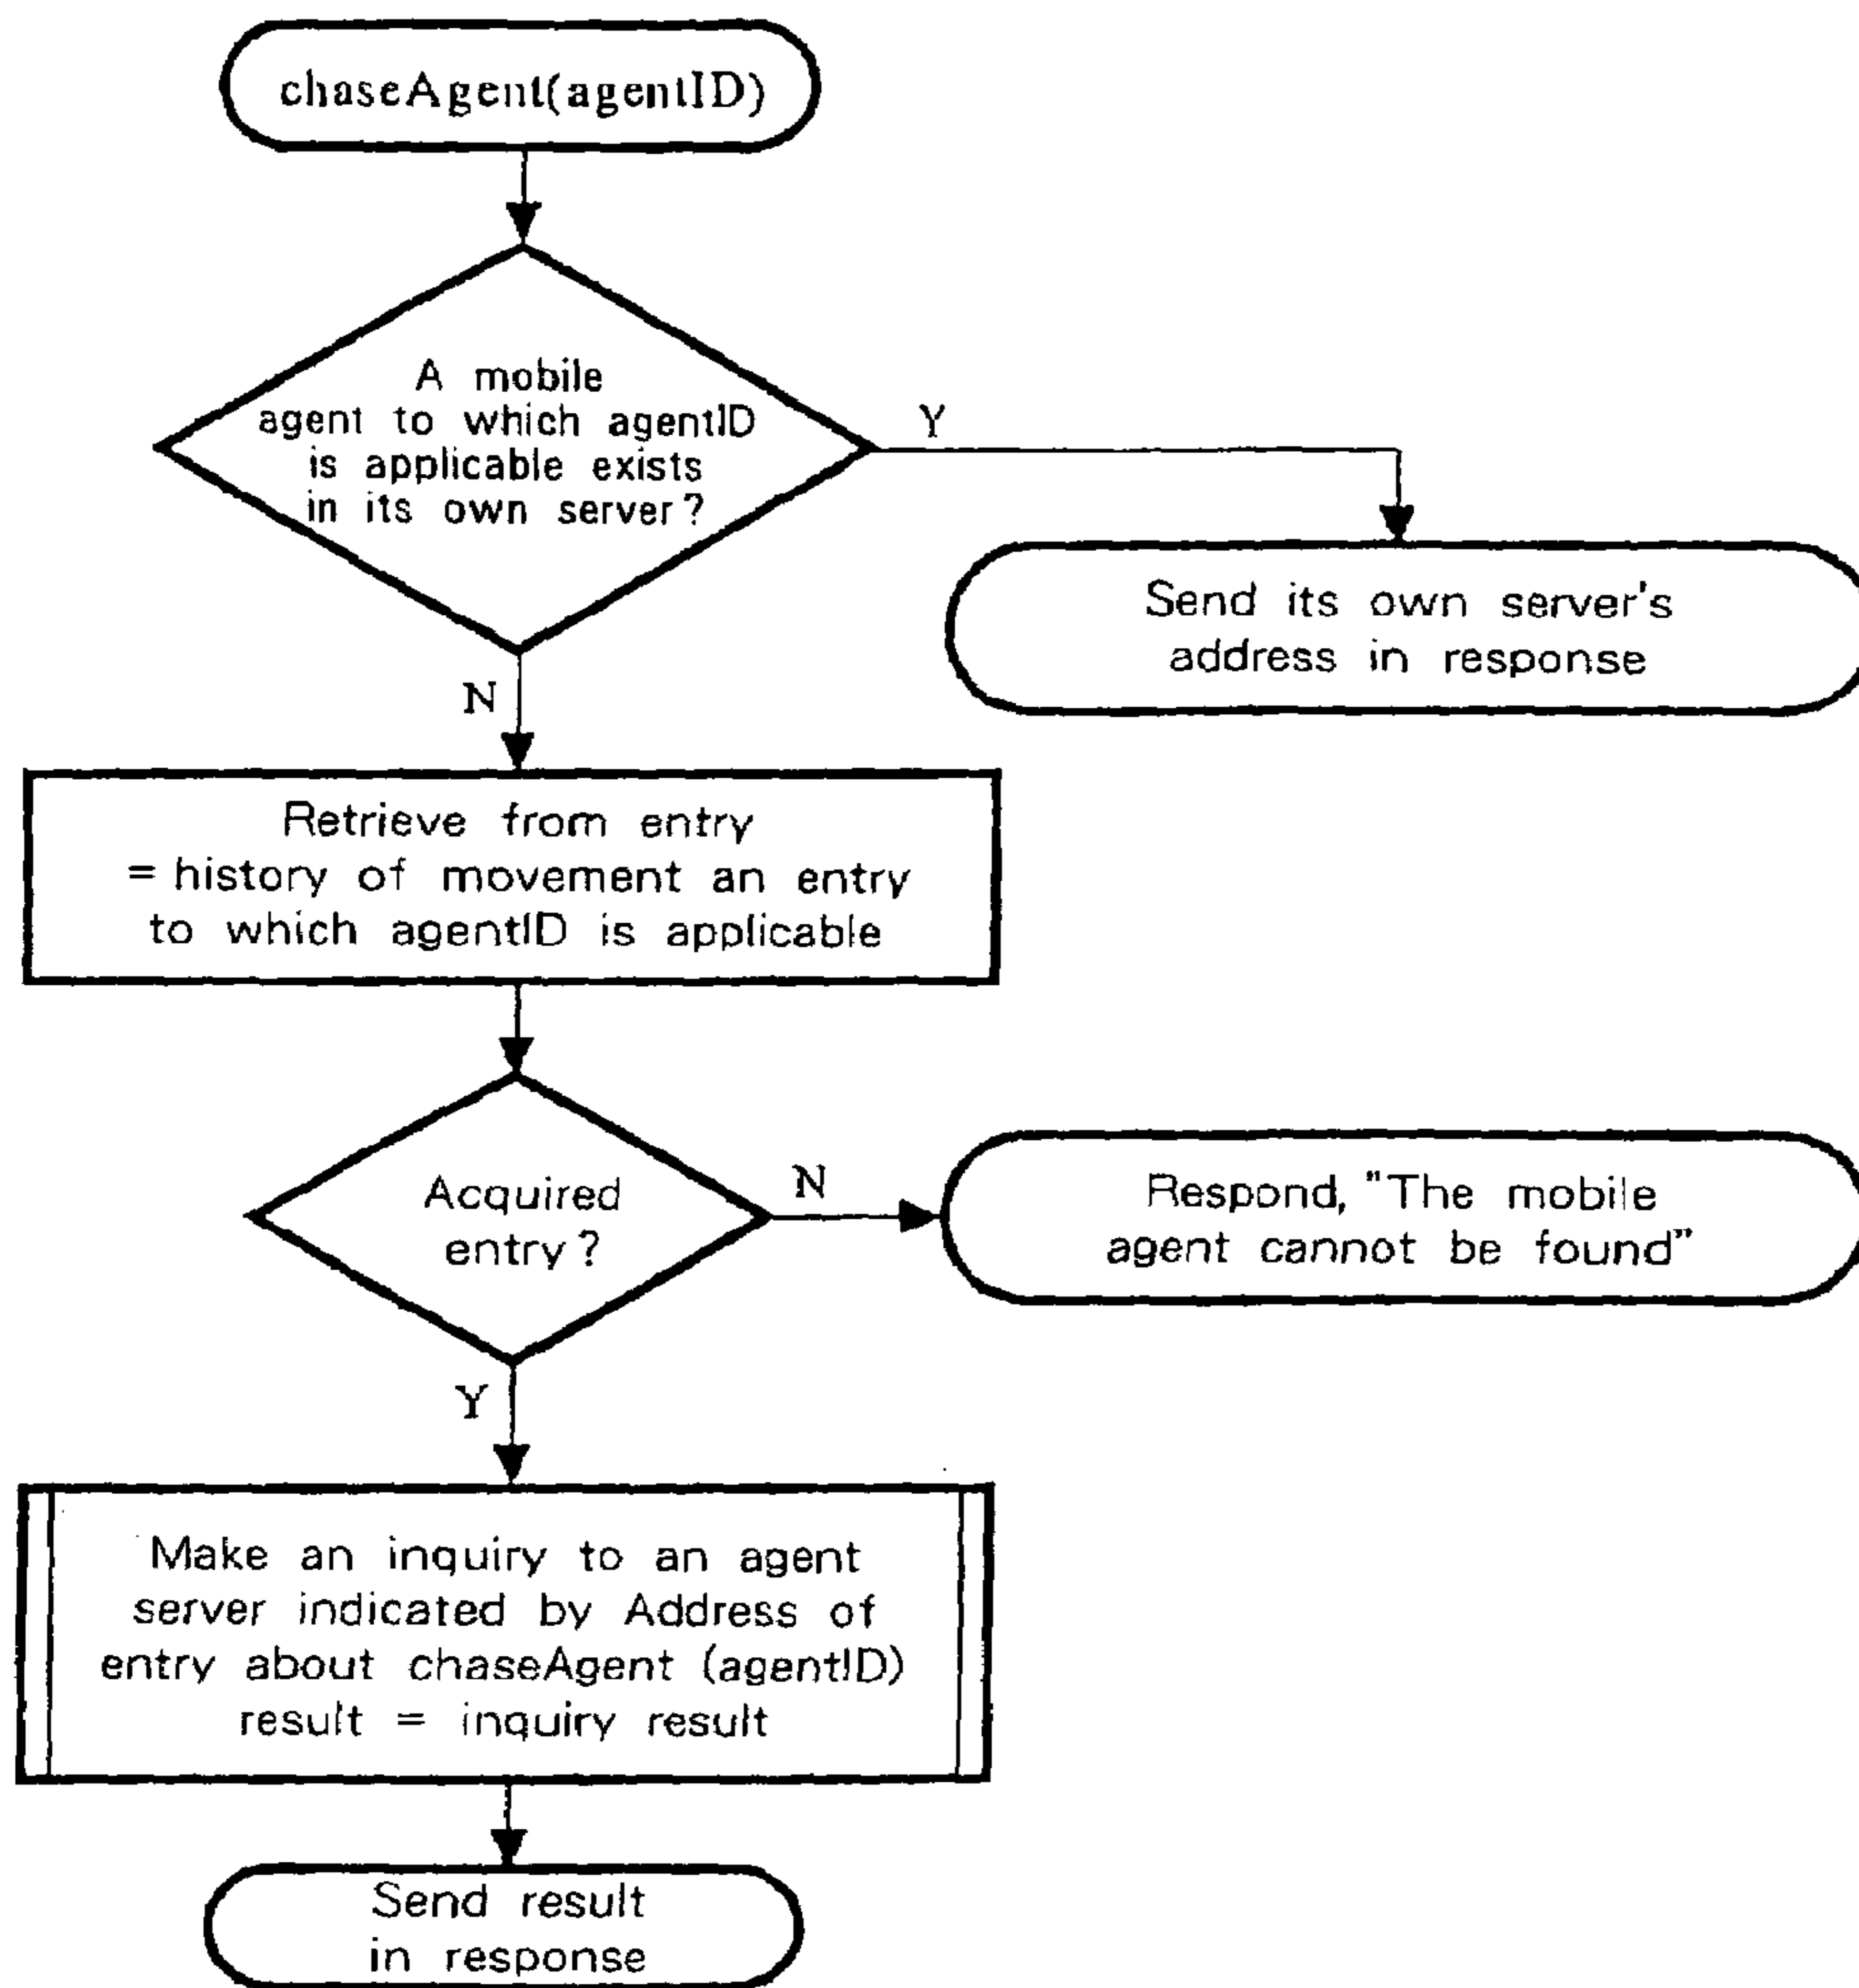 chaseAgent(agentID)
A mobile
agent to which agentID
is applicable exists
in its own server?
Y
Send its own server's
address in response
N
Retrieve from entry
= history of movement an entry
to which agentID is applicable
Acquired
entry?
N
Respond, "The mobile
agent cannot be found"
Y
Make an inquiry to an agent
server indicated by Address of
entry about chaseAgent (agentID)
result = inquiry result
Send result
in response